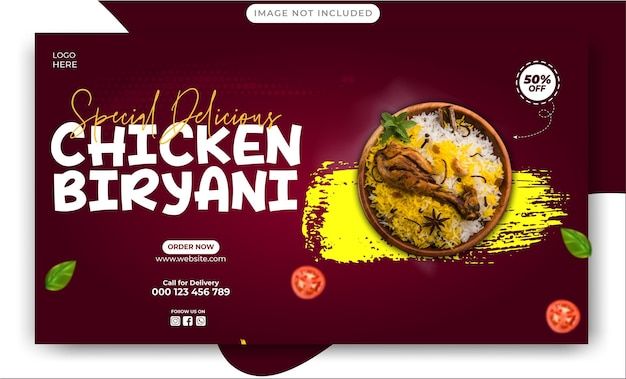 IMAGE NOT INCLUDED
LOGO
HERE
50%
OFF
Special Delicious
CHICKEN
BIRYANI
ORDER NOW
www.website.com
Call for Delivery
000 123 456 789
FOLLOW US ON